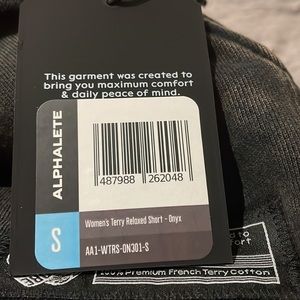 This garment was created to
bring you maximum comfort
& daily peace of mind.
ALPHALETE
487988 262048
Women's Terry Relaxed Short - Onyx
S
AA1-WTRS-ON301-S
Premium French Terry Cotton